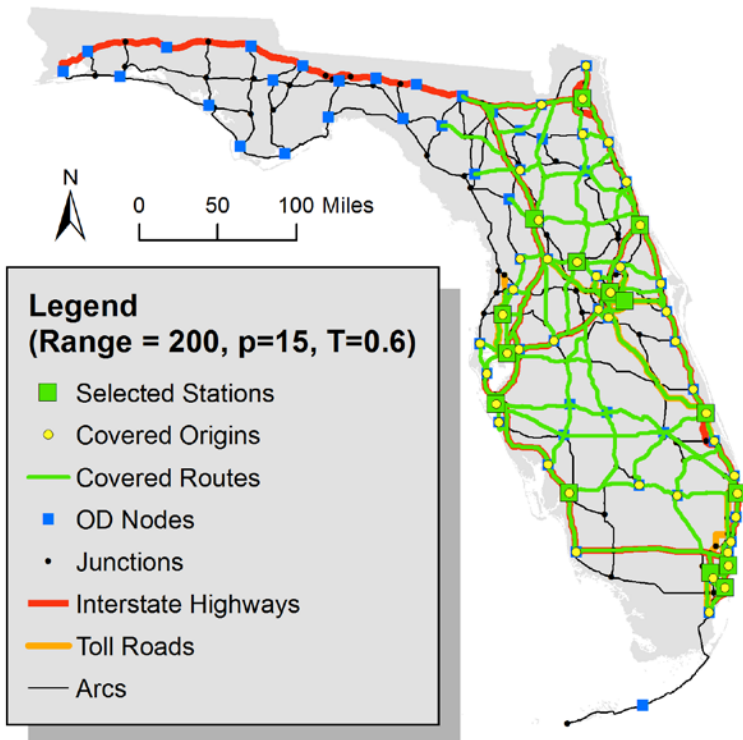 N
0 50 100 Miles
Legend
(Range = 200, p=15, T=0.6)
Selected Stations
Covered Origins
Covered Routes
OD Nodes
Junctions
Interstate Highways
Toll Roads
Arcs